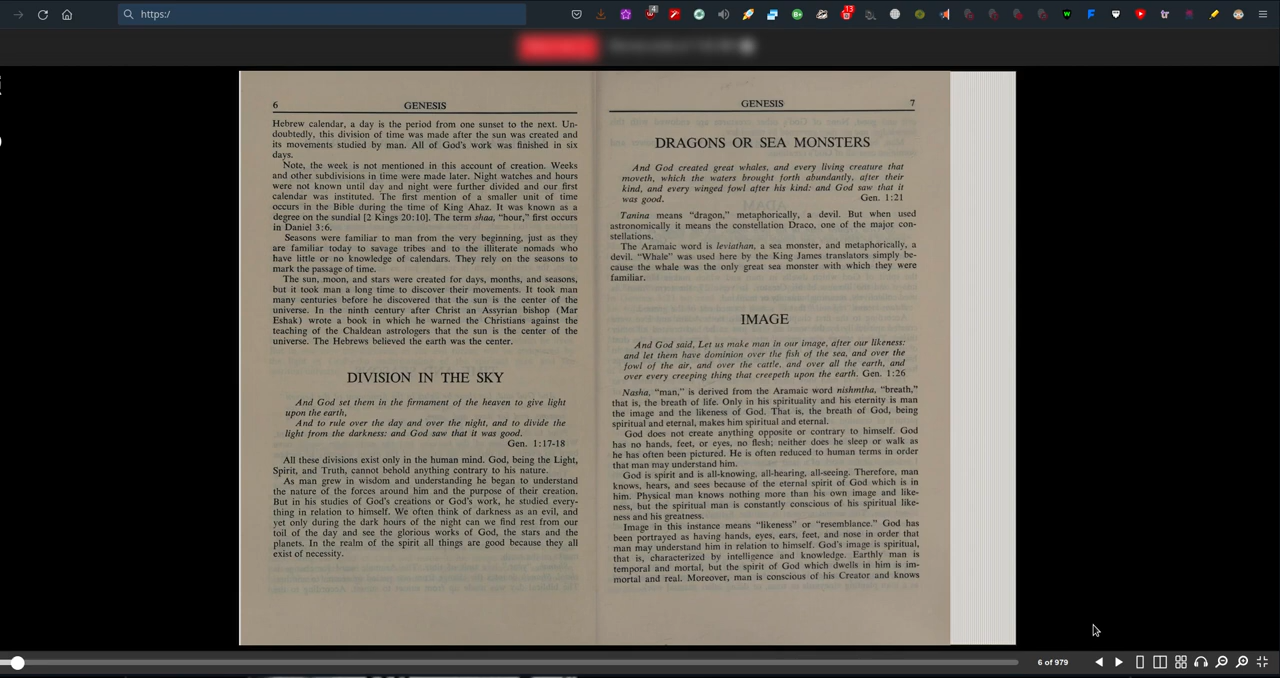 https:/
4
13
6
GENESIS
Hebrew calendar, a day is the period from one sunset to the next. Un-
doubtedly, this division of time was made after the sun was created and
its movements studied by man. All of God's work was finished in six
days.
Note, the week is not mentioned in this account of creation. Weeks
and other subdivisions in time were made later. Night watches and hours
were not known until day and night were further divided and our first
calendar was instituted. The first mention of a smaller unit of time
occurs in the Bible during the time of King Ahaz. It was known as a
degree on the sundial [2 Kings 20:10]. The term shaa, "hour," first occurs
in Daniel 3:6.
Seasons were familiar to man from the very beginning, just as they
are familiar today to savage tribes and to the illiterate nomads who
have little or no knowledge of calendars. They rely on the seasons to
mark the passage of time.
The sun, moon, and stars were created for days, months, and seasons,
but it took man a long time to discover their movements. It took man
many centuries before he discovered that the sun is the center of the
universe. In the ninth century after Christ an Assyrian bishop (Mar
Eshak) wrote a book in which he warned the Christians against the
teaching of the Chaldean astrologers that the sun is the center of the
universe. The Hebrews believed the earth was the center.
DIVISION IN THE SKY
And God set them in the firmament of the heaven to give light
upon the earth,
And to rule over the day and over the night, and to divide the
light from the darkness: and God saw that it was good.
Gen. 1:17-18
All these divisions exist only in the human mind. God, being the Light,
Spirit, and Truth, cannot behold anything contrary to his nature.
As man grew in wisdom and understanding he began to understand
the nature of the forces around him and the purpose of their creation.
But in his studies of God's creations or God's work, he studied every-
thing in relation to himself. We often think of darkness as an evil, and
yet only during the dark hours of the night can we find rest from our
toil of the day and see the glorious works of God, the stars and the
planets. In the realm of the spirit all things are good because they all
exist of necessity.
GENESIS
7
DRAGONS OR SEA MONSTERS
And God created great whales, and every living creature that
moveth, which the waters brought forth abundantly, after their
kind, and every winged fowl after his kind: and God saw that it
was good. Gen. 1:21
Tanina means "dragon," metaphorically, a devil. But when used
astronomically it means the constellation Draco, one of the major con-
stellations.
The Aramaic word is leviathan, a sea monster, and metaphorically, a
devil. "Whale" was used here by the King James translators simply be-
cause the whale was the only great sea monster with which they were
familiar.
IMAGE
And God said, Let us make man in our image, after our likeness:
and let them have dominion over the fish of the sea, and over the
fowl of the air, and over the cattle, and over all the earth, and
over every creeping thing that creepeth upon the earth. Gen. 1:26
Nasha, "man," is derived from the Aramaic word nishmtha, "breath,"
that is, the breath of life. Only in his spirituality and his eternity is man
the image and the likeness of God. That is, the breath of God, being
spiritual and eternal, makes him spiritual and eternal.
God does not create anything opposite or contrary to himself. God
has no hands, feet, or eyes, no flesh; neither does he sleep or walk as
he has often been pictured. He is often reduced to human terms in order
that man may understand him.
God is spirit and is all-knowing, all-hearing, all-seeing. Therefore, man
knows, hears, and sees because of the eternal spirit of God which is in
him. Physical man knows nothing more than his own image and like-
ness, but the spiritual man is constantly conscious of his spiritual like-
ness and his greatness.
Image in this instance means "likeness" or "resemblance." God has
been portrayed as having hands, eyes, ears, feet, and nose in order that
man may understand him in relation to himself. God's image is spiritual,
that is, characterized by intelligence and knowledge. Earthly man is
temporal and mortal, but the spirit of God which dwells in him is im-
mortal and real. Moreover, man is conscious of his Creator and knows
6 of 979